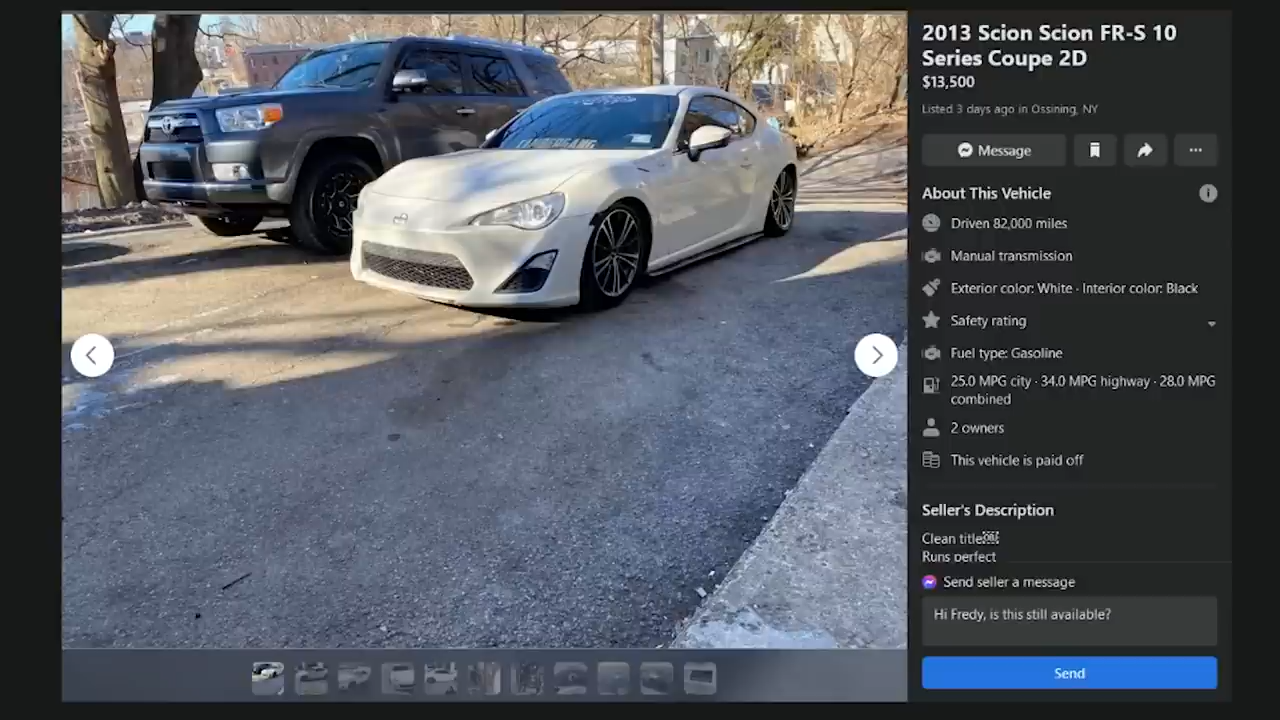 2013 Scion Scion FR-S 10
Series Coupe 2D
$13,500
Listed 3 days ago in Ossining, NY
Message
About This Vehicle
Driven 82,000 miles
Manual transmission
Exterior color: White · Interior color: Black
Safety rating
Fuel type: Gasoline
25.0 MPG city · 34.0 MPG highway · 28.0 MPG
combined
2 owners
This vehicle is paid off
Seller's Description
Clean title
Runs perfect
Send seller a message
Hi Fredy, is this still available?
Send